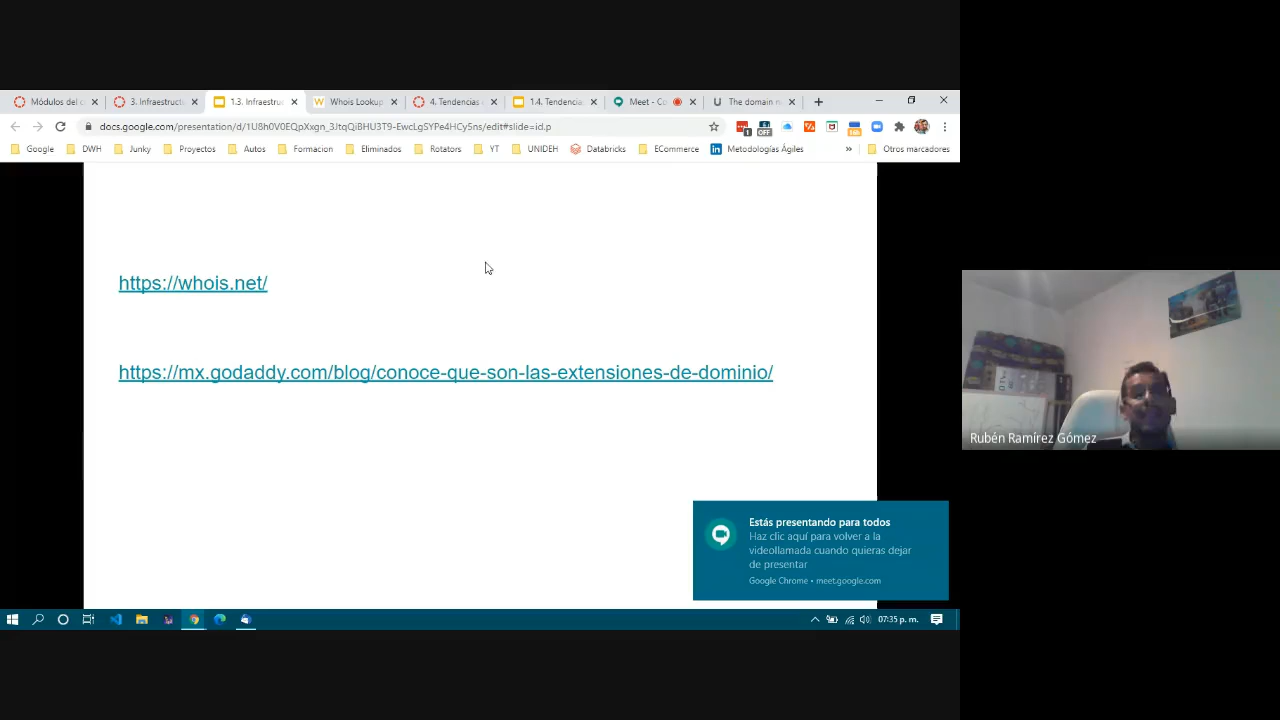 Módulos del c
3. Infraestruct
1.3. Infraestruc
Whois Lookup
4. Tendencias
1.4. Tendencia
Meet - Co
The domain n
docs.google.com/presentation/d/1U8h0V0EQpXxgn_3JtqQiBHU3T9-EwcLgSYPe4HCy5ns/edit#slide=id.p
1
OFF
Google
DWH
Junky
Proyectos
Autos
Formacion
Eliminados
Rotators
YT
UNIDEH
Databricks
ECommerce
Metodologías Ágiles
»
Otros marcadores
https://whois.net/
https://mx.godaddy.com/blog/conoce-que-son-las-extensiones-de-dominio/
Rubén Ramírez Gómez
Estás presentando para todos
Haz clic aquí para volver a la
videollamada cuando quieras dejar
de presentar
Google Chrome • meet.google.com
07:35 p. m.